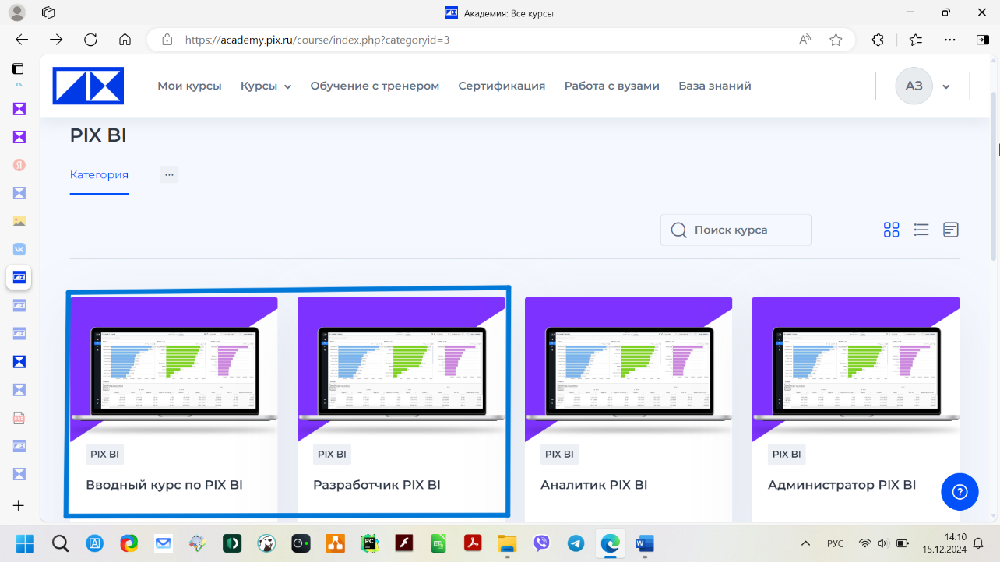 Академия: Все курсы
https://academy.pix.ru/course/index.php?categoryid=3
Мои курсы Курсы Обучение с тренером Сертификация Работа с вузами База знаний АЗ
PIX BI
Категория ...
Поиск курса
PIX BI PIX BI PIX BI PIX BI
Вводный курс по PIX BI Разработчик PIX BI Аналитик PIX BI Администратор PIX BI
РУС 14:10
15.12.2024